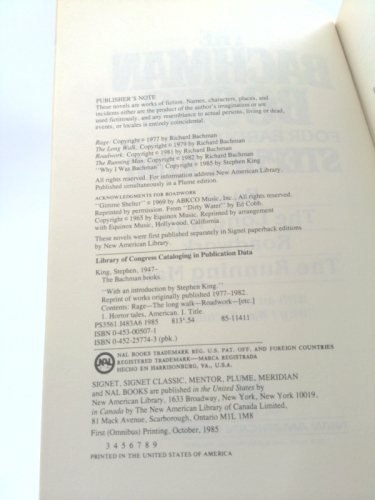 PUBLISHER'S NOTE
These novels are works of fiction. Names, characters, places, and
incidents either are the product of the author's imagination or are
used fictitiously, and any resemblance to actual persons, living or dead,
events, or locales is entirely coincidental.
Rage: Copyright © 1977 by Richard Bachman
The Long Walk: Copyright © 1979 by Richard Bachman
Roadwork: Copyright © 1981 by Richard Bachman
The Running Man: Copyright © 1982 by Richard Bachman
"Why I Was Bachman": Copyright © 1985 by Stephen King
All rights reserved. For information address New American Library.
Published simultaneously in a Plume edition.
ACKNOWLEDGMENTS FOR ROADWORK
"Gimme Shelter" © 1969 by ABKCO Music, Inc., All rights reserved.
Reprinted by permission. From "Dirty Water" by Ed Cobb.
Copyright © 1965 by Equinox Music. Reprinted by arrangement
with Equinox Music, Hollywood, California.
These novels were first published separately in Signet paperback editions
by New American Library.
Library of Congress Cataloging in Publication Data
King, Stephen, 1947-
The Bachman books.
"With an introduction by Stephen King."
Reprint of works originally published 1977-1982.
Contents: Rage—The long walk—Roadwork—[etc.]
1. Horror tales, American. I. Title.
PS3561.I483A6 1985 813'.54 85-11411
ISBN 0-453-00507-1
ISBN 0-452-25774-3 (pbk.)
NAL
NAL BOOKS TRADEMARK REG. U.S. PAT. OFF. AND FOREIGN COUNTRIES
REGISTERED TRADEMARK—MARCA REGISTRADA
HECHO EN HARRISONBURG, VA., U.S.A.
SIGNET, SIGNET CLASSIC, MENTOR, PLUME, MERIDIAN
and NAL BOOKS are published in the United States by
New American Library, 1633 Broadway, New York, New York 10019,
in Canada by The New American Library of Canada Limited,
81 Mack Avenue, Scarborough, Ontario M1L 1M8
First (Omnibus) Printing, October, 1985
3 4 5 6 7 8 9
PRINTED IN THE UNITED STATES OF AMERICA